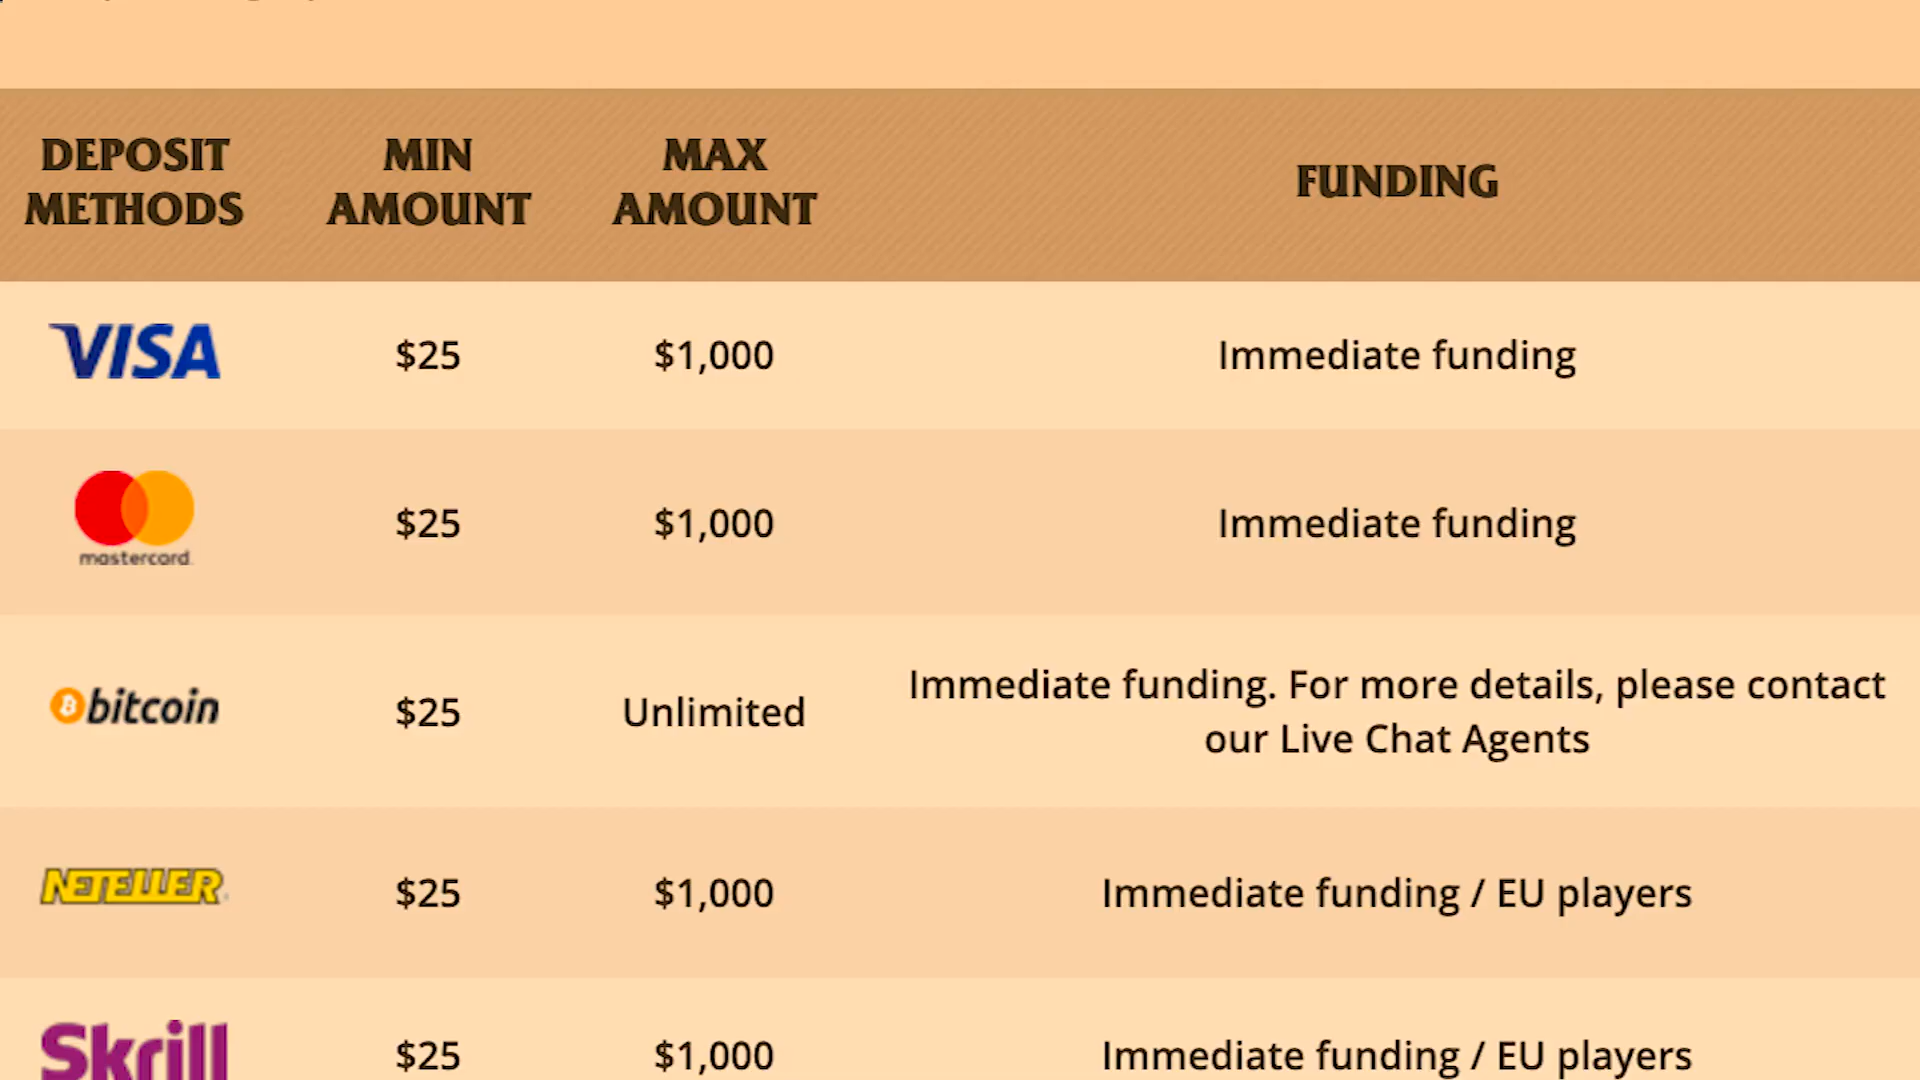 DEPOSIT METHODS MIN AMOUNT MAX AMOUNT FUNDING
VISA $25 $1,000 Immediate funding
mastercard. $25 $1,000 Immediate funding
bitcoin $25 Unlimited Immediate funding. For more details, please contact
our Live Chat Agents
NETELLER $25 $1,000 Immediate funding / EU players
Skrill $25 $1,000 Immediate funding / EU players